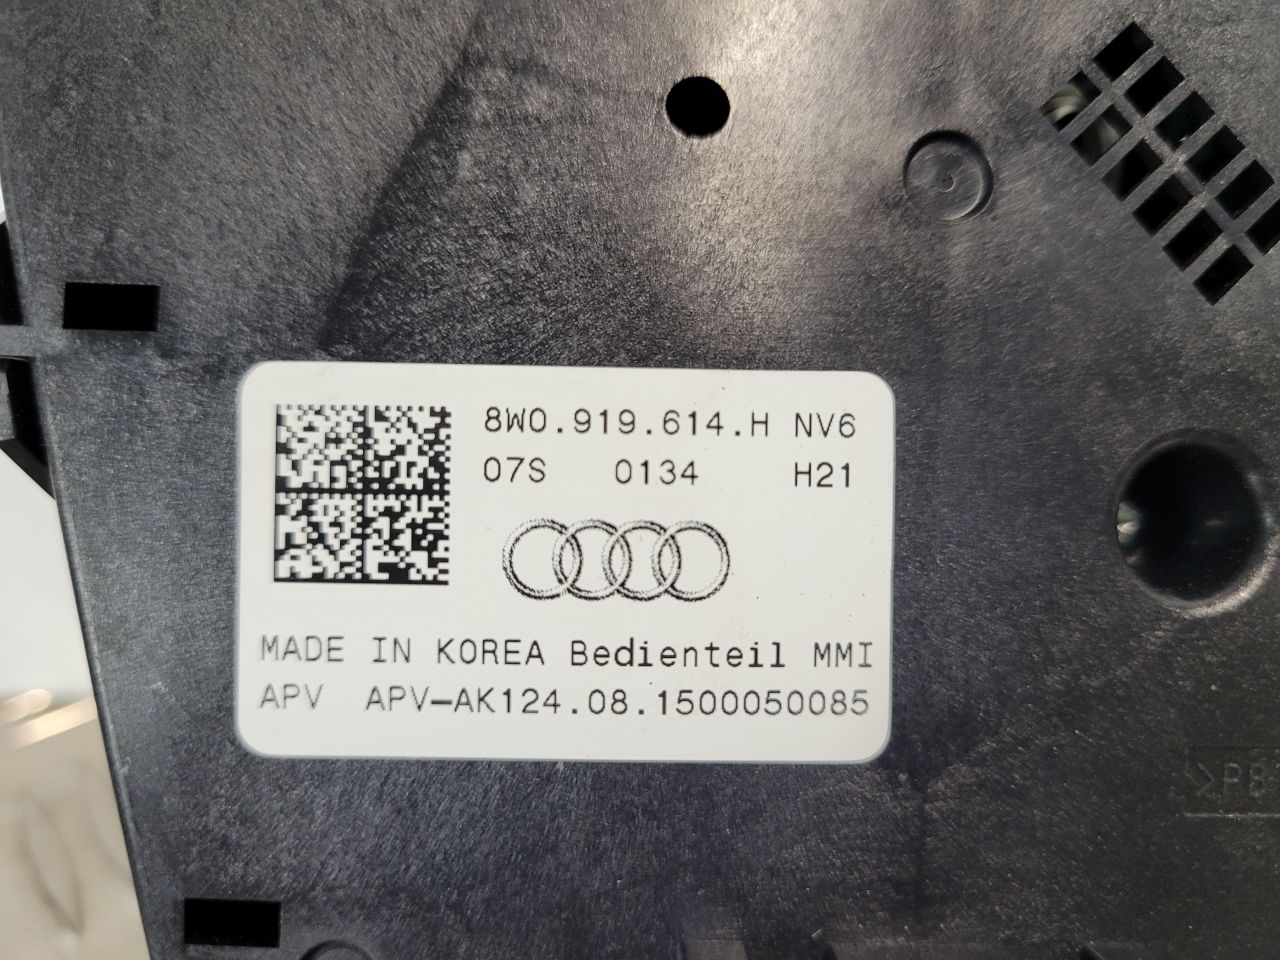 8W0.919.614.H NV6
07S 0134 H21
MADE IN KOREA Bedienteil MMI
APV APV-AK124.08.1500050085